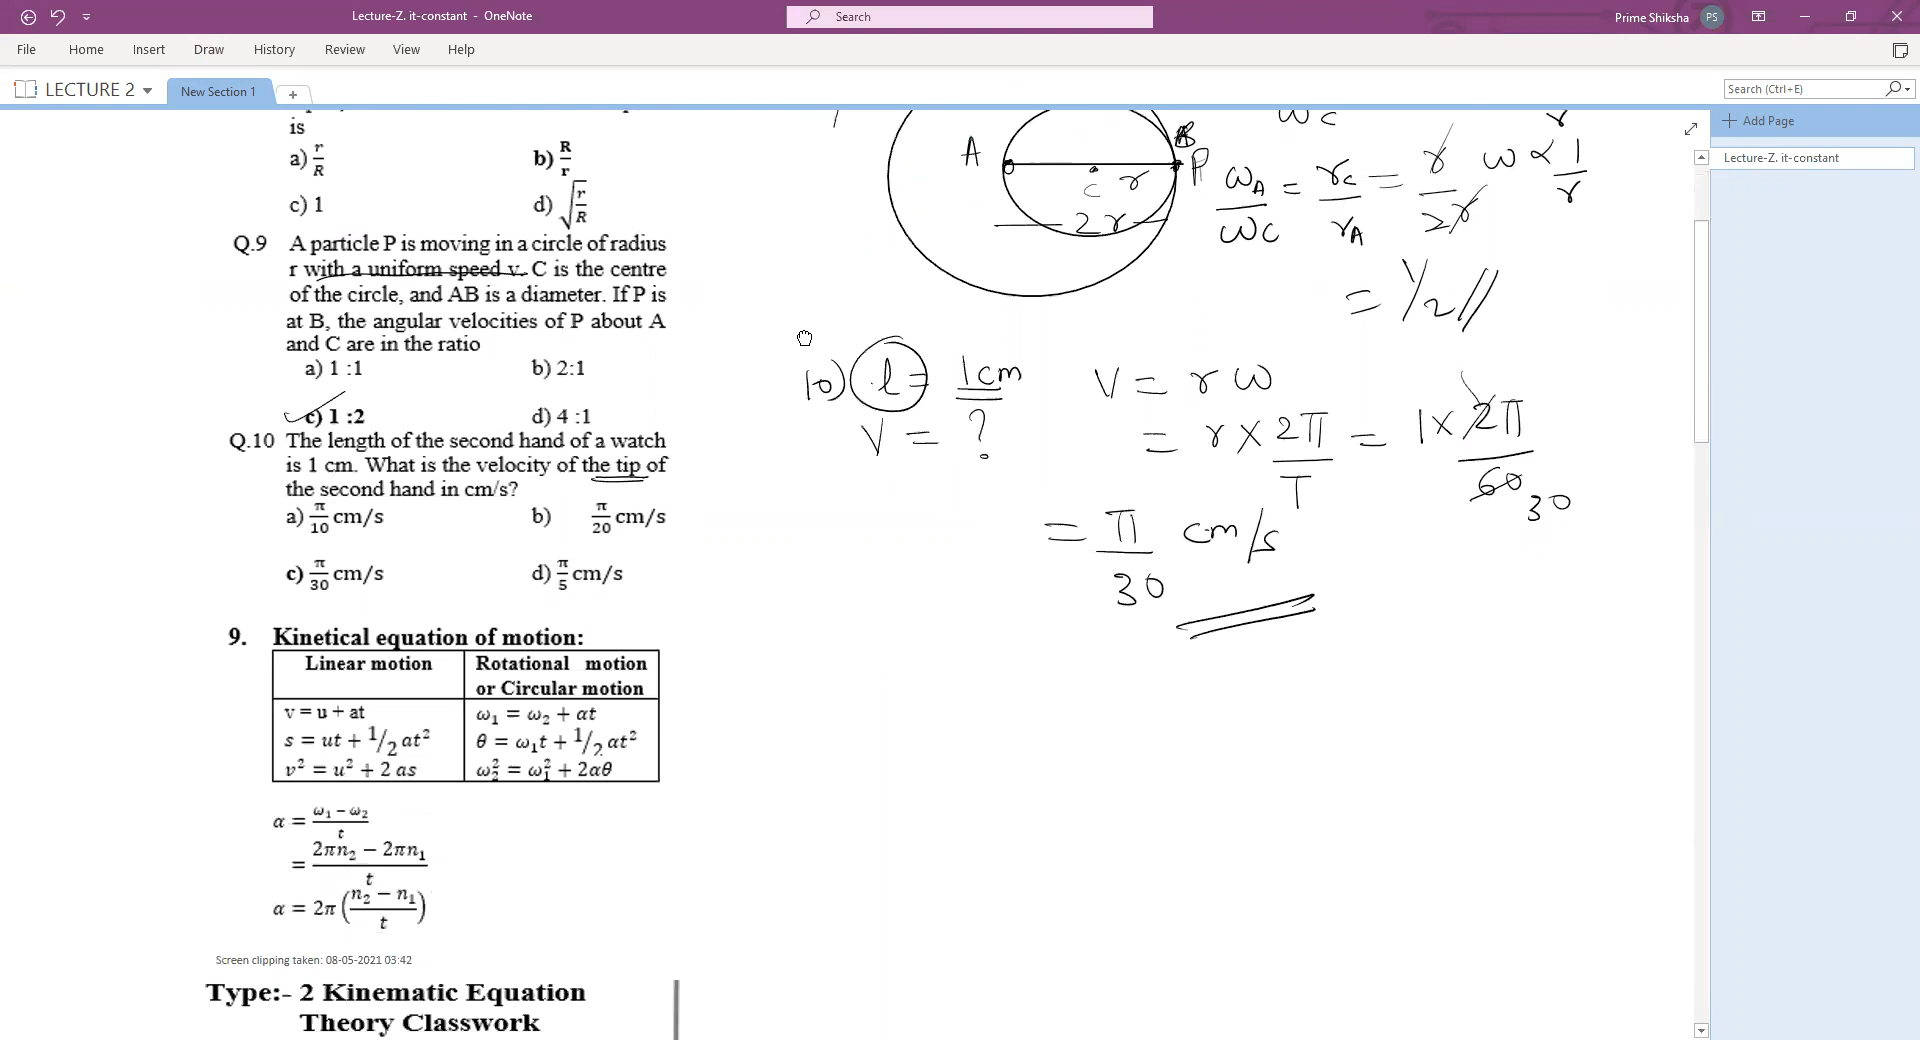 Lecture-Z. it-constant - OneNote
Search
Prime Shiksha
PS
File Home Insert Draw History Review View Help
LECTURE 2
New Section 1
Search (Ctrl+E)
Add Page
Lecture-Z. it-constant
is
a) r/R b) R/r
c) 1 d) √(r/R)
Q.9 A particle P is moving in a circle of radius
r with a uniform speed v. C is the centre
of the circle, and AB is a diameter. If P is
at B, the angular velocities of P about A
and C are in the ratio
a) 1 :1 b) 2:1
c) 1 :2 d) 4 :1
Q.10 The length of the second hand of a watch
is 1 cm. What is the velocity of the tip of
the second hand in cm/s?
a) π/10 cm/s b) π/20 cm/s
c) π/30 cm/s d) π/5 cm/s
9. Kinetical equation of motion:
Linear motion
Rotational motion
or Circular motion
v = u + at
s = ut + 1/2 at²
v² = u² + 2 as
ω₁ = ω₂ + αt
θ = ω₁t + 1/2 αt²
ω₂² = ω₁² + 2αθ
α = (ω₁ − ω₂)/t
= (2πn₂ − 2πn₁)/t
α = 2π ((n₂ − n₁)/t)
Screen clipping taken: 08-05-2021 03:42
Type:- 2 Kinematic Equation
Theory Classwork
A
B
P
C r
2r
ωC
r
ωA/ωC = rC/rA = r/2r
ω ∝ 1/r
= 1/2
10) l = 1cm
V = ?
V = rω
= r × 2π/T = 1 × 2π/60
30
= π/30 cm/s